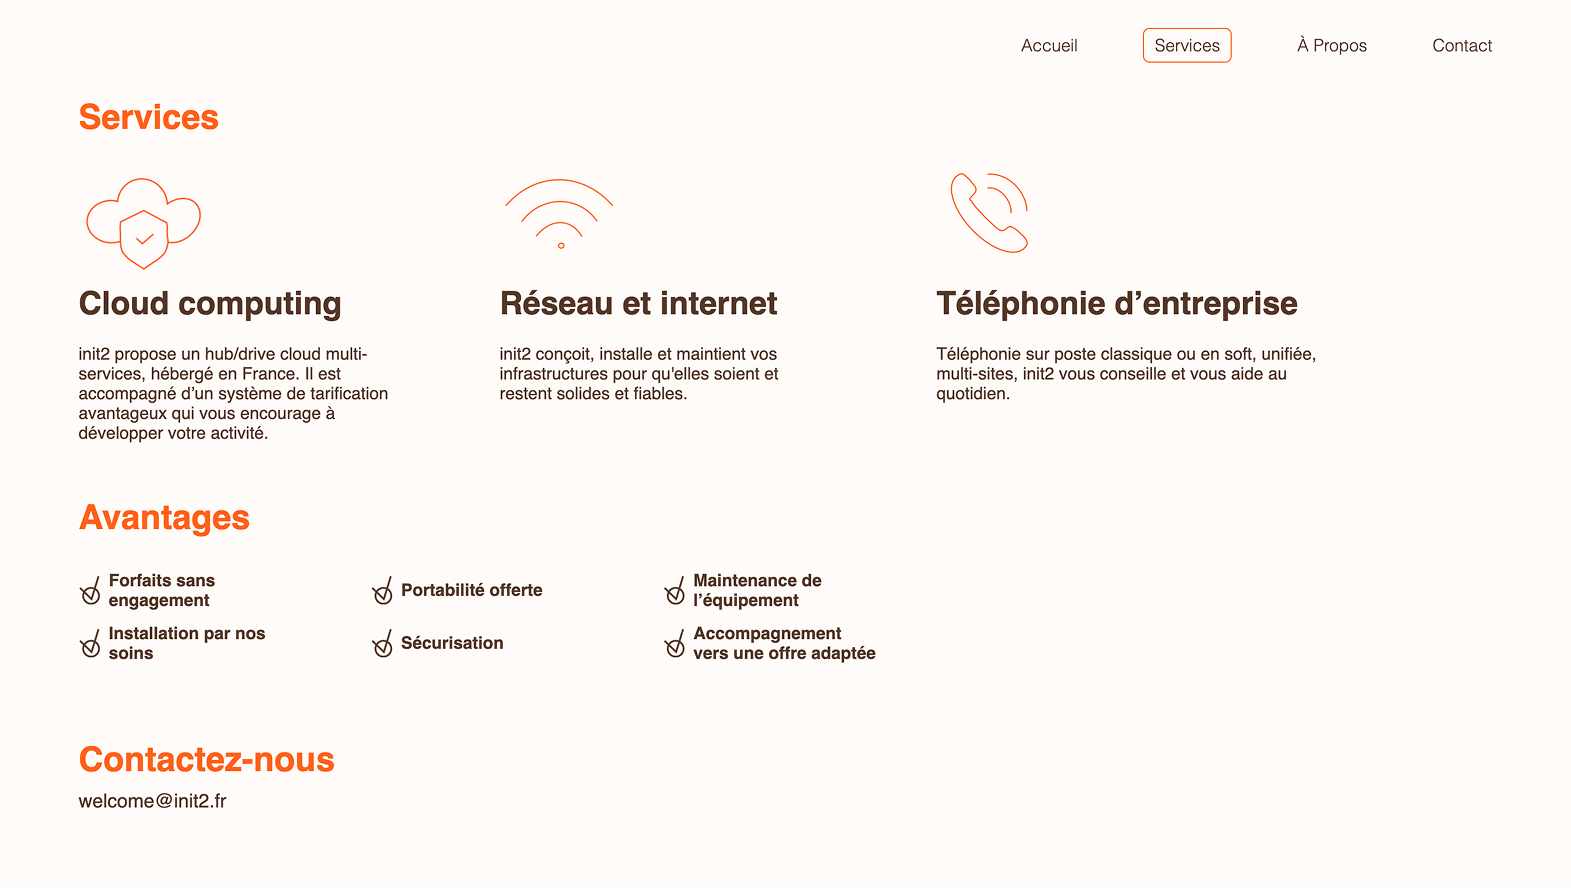 Accueil
Services
À Propos
Contact
Services
Cloud computing
init2 propose un hub/drive cloud multi-
services, hébergé en France. Il est
accompagné d’un système de tarification
avantageux qui vous encourage à
développer votre activité.
Réseau et internet
init2 conçoit, installe et maintient vos
infrastructures pour qu'elles soient et
restent solides et fiables.
Téléphonie d’entreprise
Téléphonie sur poste classique ou en soft, unifiée,
multi-sites, init2 vous conseille et vous aide au
quotidien.
Avantages
Forfaits sans
engagement
Portabilité offerte
Maintenance de
l’équipement
Installation par nos
soins
Sécurisation
Accompagnement
vers une offre adaptée
Contactez-nous
welcome@init2.fr